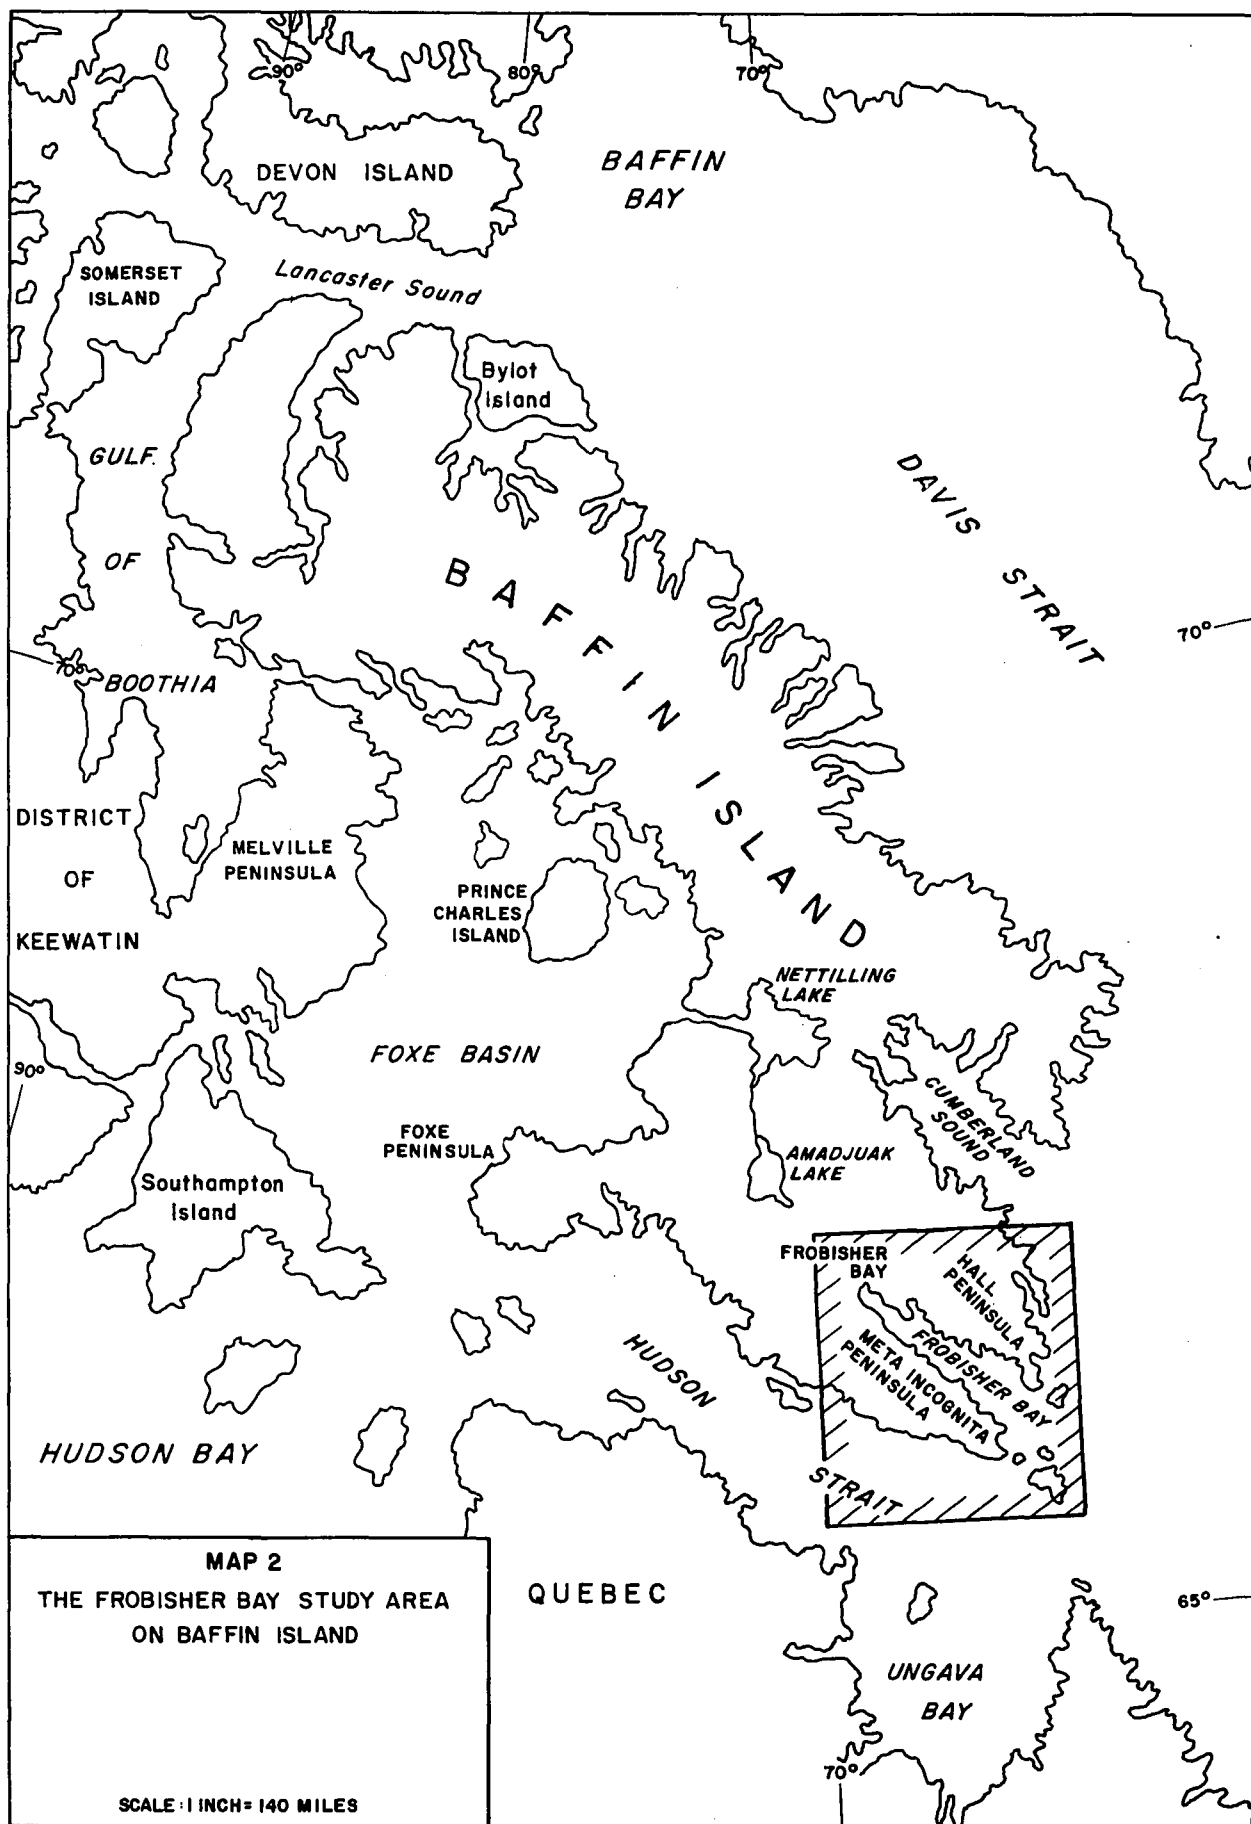 90°
80°
70°
DEVON ISLAND
BAFFIN
BAY
SOMERSET
ISLAND
Lancaster Sound
Bylot
Island
GULF
OF
BOOTHIA
DAVIS
STRAIT
BAFFIN ISLAND
70°
70°
DISTRICT
OF
KEEWATIN
MELVILLE
PENINSULA
PRINCE
CHARLES
ISLAND
NETTILLING
LAKE
FOXE BASIN
90°
CUMBERLAND
SOUND
FOXE
PENINSULA
AMADJUAK
LAKE
Southampton
Island
FROBISHER
BAY
HALL
PENINSULA
FROBISHER BAY
META INCOGNITA
PENINSULA
HUDSON
STRAIT
HUDSON BAY
QUEBEC
65°
UNGAVA
BAY
70°
MAP 2
THE FROBISHER BAY STUDY AREA
ON BAFFIN ISLAND
SCALE : 1 INCH = 140 MILES